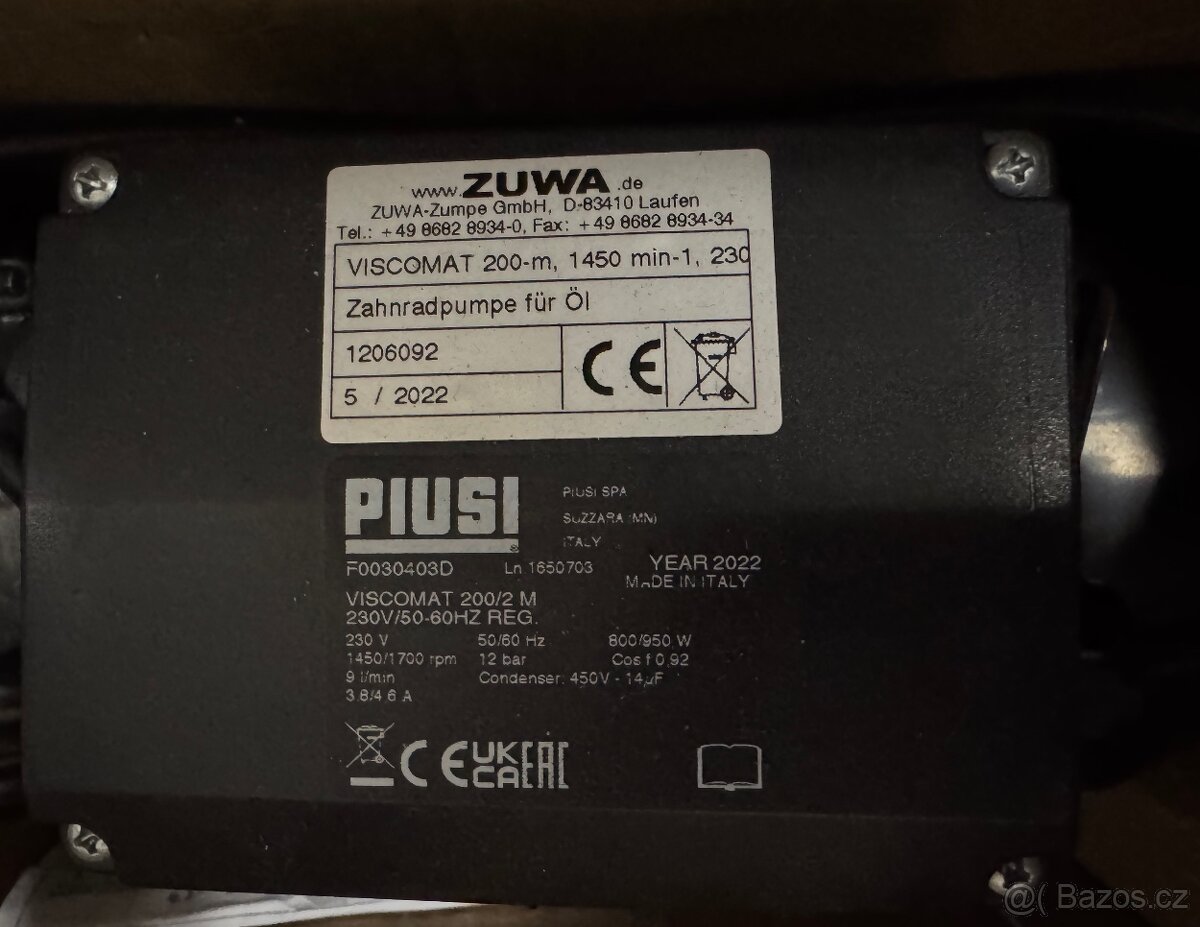 www.ZUWA.de
ZUWA-Zumpe GmbH, D-83410 Laufen
Tel.: +49 8682 8934-0, Fax: +49 8682 8934-34
VISCOMAT 200-m, 1450 min-1, 230
Zahnradpumpe für Öl
1206092
5 / 2022
CE
PIUSI
PIUSI SPA
SUZZARA (MN)
ITALY
F0030403D Ln 1650703 YEAR 2022
MADE IN ITALY
VISCOMAT 200/2 M
230V/50-60HZ REG.
230 V 50/60 Hz 800/950 W
1450/1700 rpm 12 bar Cos f 0,92
9 l/min Condenser: 450V - 14µF
3.8/4.6 A
CE UK CA EAC
@( Bazos.cz